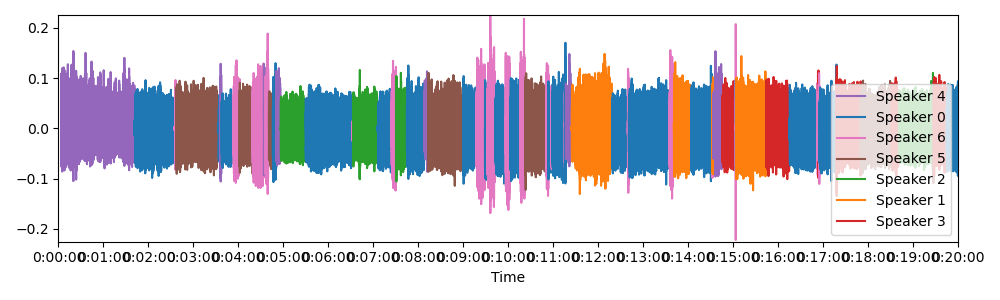 0.2
0.1
0.0
−0.1
−0.2
Speaker 4
Speaker 0
Speaker 6
Speaker 5
Speaker 2
Speaker 1
Speaker 3
0:00:00 0:01:00 0:02:00 0:03:00 0:04:00 0:05:00 0:06:00 0:07:00 0:08:00 0:09:00 0:10:00 0:11:00 0:12:00 0:13:00 0:14:00 0:15:00 0:16:00 0:17:00 0:18:00 0:19:00 0:20:00
Time